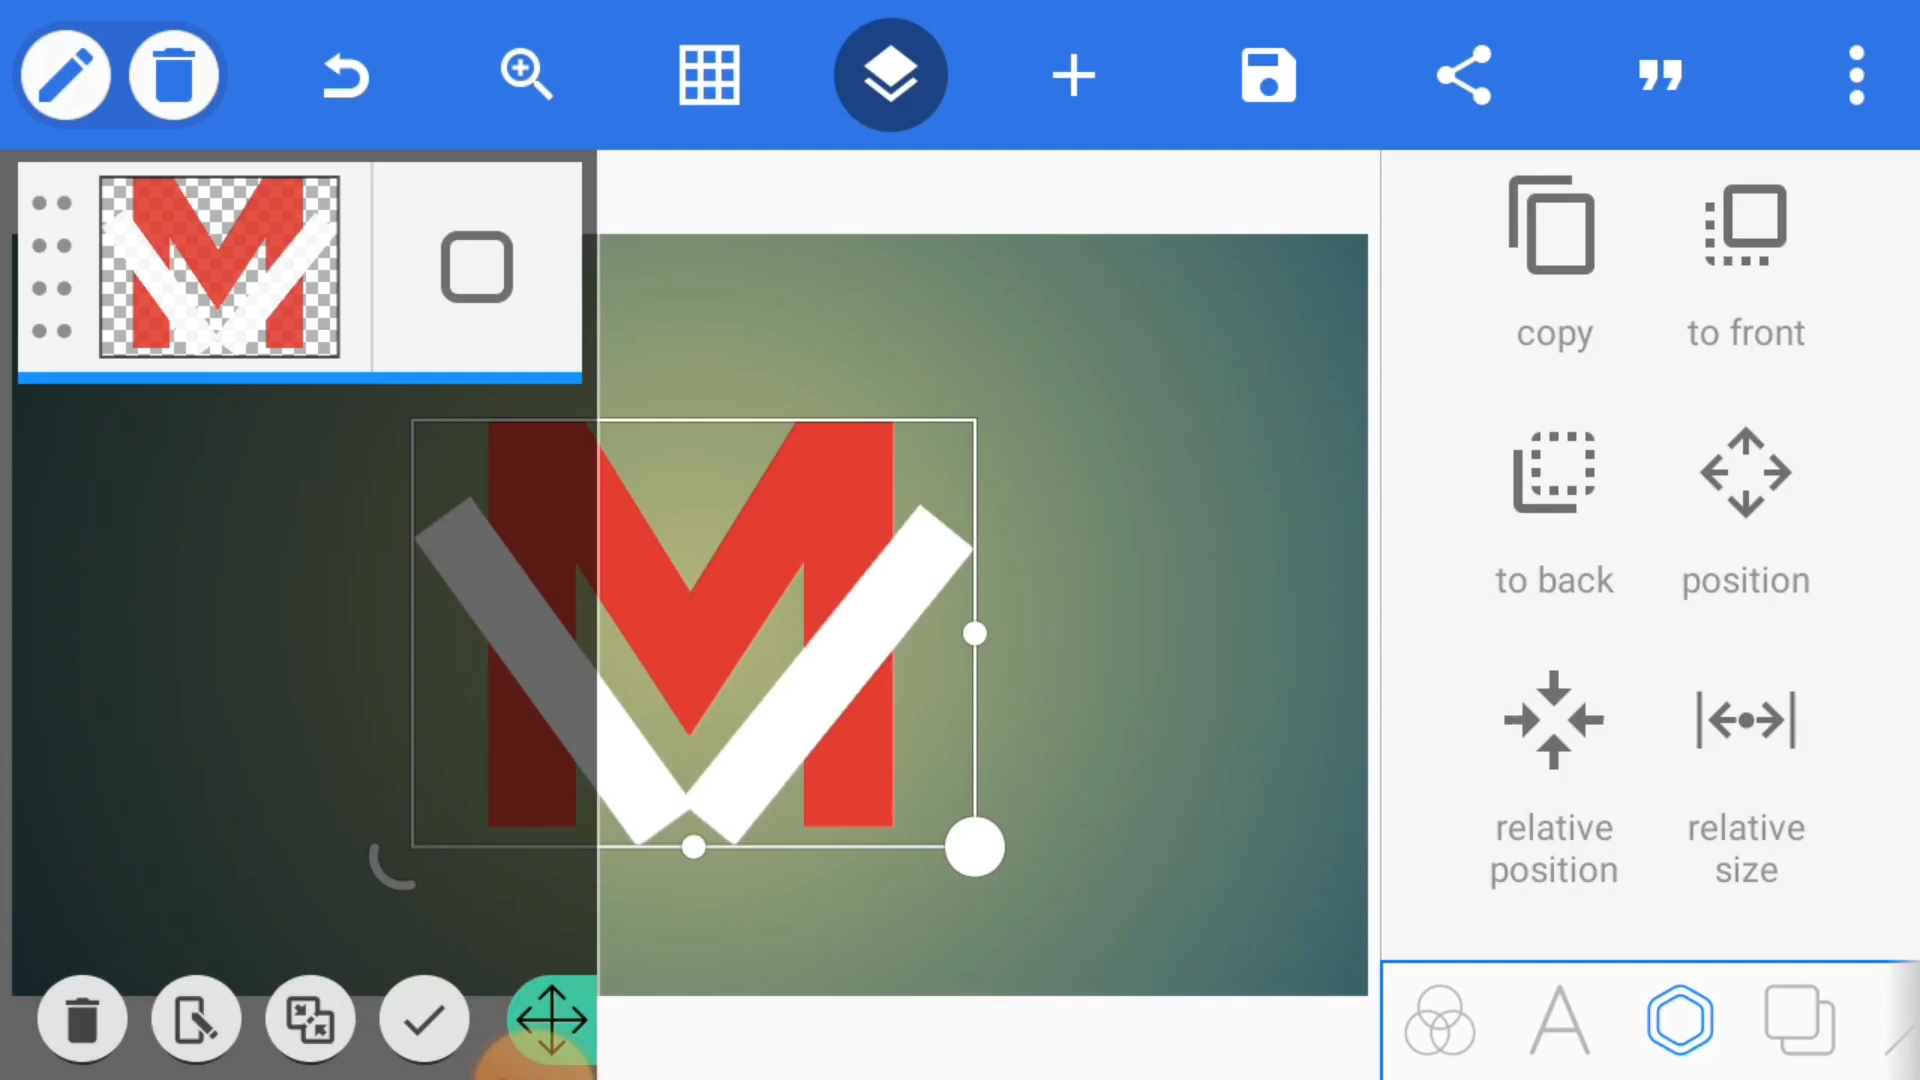 M
copy
to front
to back
position
relative
position
relative
size